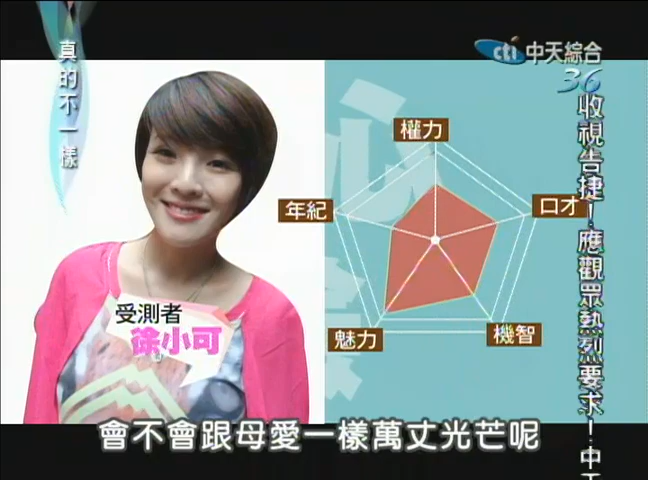 真的不一樣
cti 中天綜合
36
收視告捷！應觀眾熱烈要求！中
權力
年紀
口才
受測者
徐小可
魅力
機智
會不會跟母愛一樣萬丈光芒呢